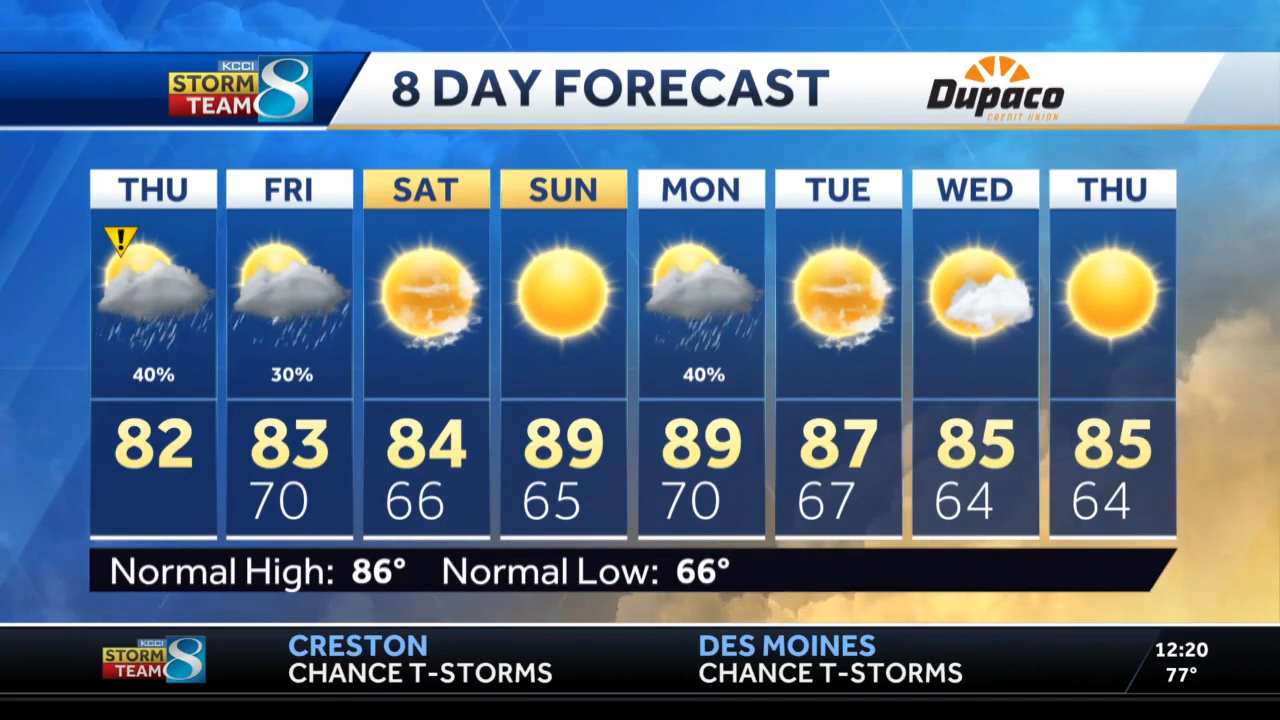 KCCI
STORM
TEAM 8
8 DAY FORECAST
Dupaco
CREDIT UNION
THU FRI SAT SUN MON TUE WED THU
!
40% 30% 40%
82 83 84 89 89 87 85 85
70 66 65 70 67 64 64
Normal High: 86° Normal Low: 66°
KCCI
STORM
TEAM 8
CRESTON DES MOINES 12:20
CHANCE T-STORMS CHANCE T-STORMS 77°